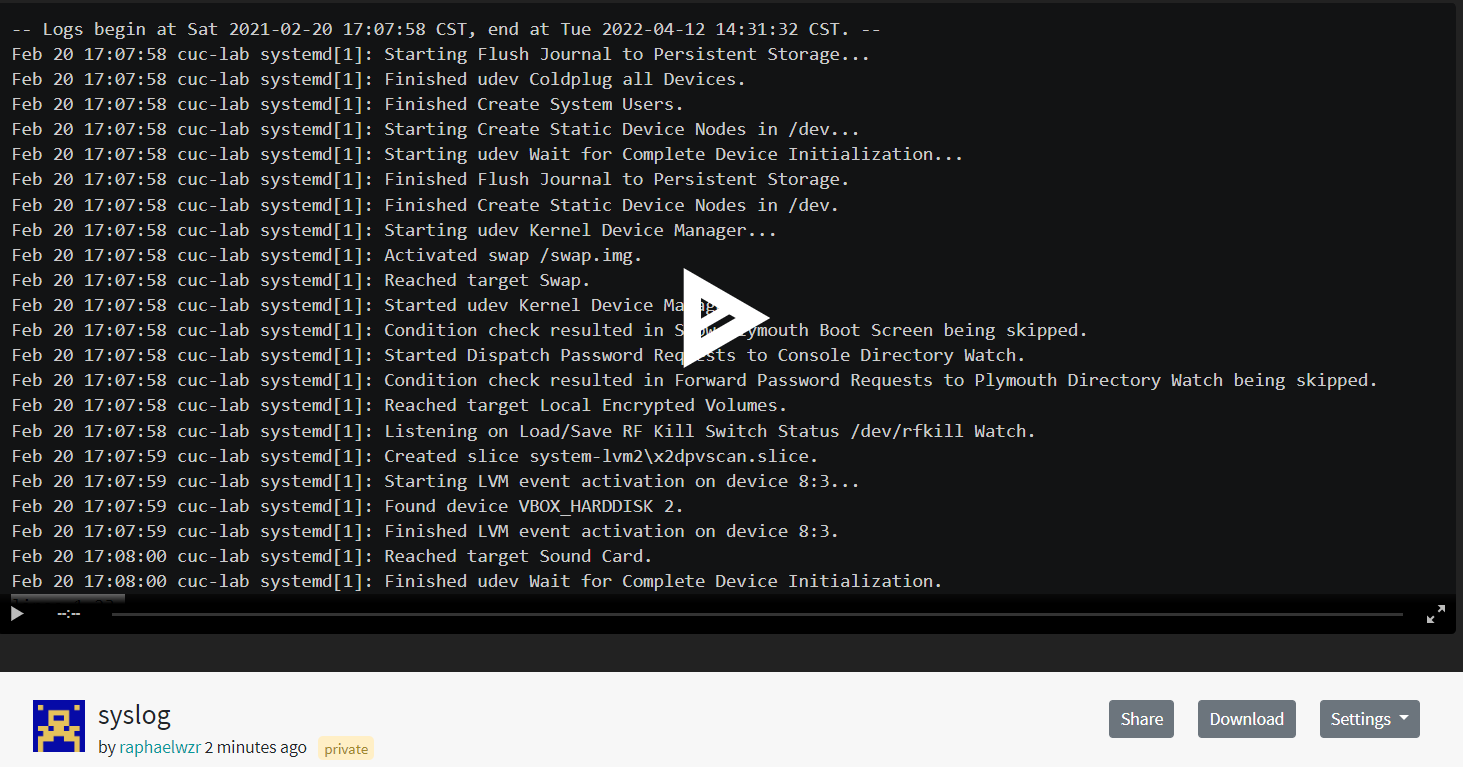 -- Logs begin at Sat 2021-02-20 17:07:58 CST, end at Tue 2022-04-12 14:31:32 CST. --
Feb 20 17:07:58 cuc-lab systemd[1]: Starting Flush Journal to Persistent Storage...
Feb 20 17:07:58 cuc-lab systemd[1]: Finished udev Coldplug all Devices.
Feb 20 17:07:58 cuc-lab systemd[1]: Finished Create System Users.
Feb 20 17:07:58 cuc-lab systemd[1]: Starting Create Static Device Nodes in /dev...
Feb 20 17:07:58 cuc-lab systemd[1]: Starting udev Wait for Complete Device Initialization...
Feb 20 17:07:58 cuc-lab systemd[1]: Finished Flush Journal to Persistent Storage.
Feb 20 17:07:58 cuc-lab systemd[1]: Finished Create Static Device Nodes in /dev.
Feb 20 17:07:58 cuc-lab systemd[1]: Starting udev Kernel Device Manager...
Feb 20 17:07:58 cuc-lab systemd[1]: Activated swap /swap.img.
Feb 20 17:07:58 cuc-lab systemd[1]: Reached target Swap.
Feb 20 17:07:58 cuc-lab systemd[1]: Started udev Kernel Device
Feb 20 17:07:58 cuc-lab systemd[1]: Condition check resulted in Boot Screen being skipped.
Feb 20 17:07:58 cuc-lab systemd[1]: Started Dispatch Password Requests to Console Directory Watch.
Feb 20 17:07:58 cuc-lab systemd[1]: Condition check resulted in Forward Password Requests to Plymouth Directory Watch being skipped.
Feb 20 17:07:58 cuc-lab systemd[1]: Reached target Local Encrypted Volumes.
Feb 20 17:07:58 cuc-lab systemd[1]: Listening on Load/Save RF Kill Switch Status /dev/rfkill Watch.
Feb 20 17:07:59 cuc-lab systemd[1]: Created slice system-lvm2\x2dpvscan.slice.
Feb 20 17:07:59 cuc-lab systemd[1]: Starting LVM event activation on device 8:3...
Feb 20 17:07:59 cuc-lab systemd[1]: Found device VBOX_HARDDISK 2.
Feb 20 17:07:59 cuc-lab systemd[1]: Finished LVM event activation on device 8:3.
Feb 20 17:08:00 cuc-lab systemd[1]: Reached target Sound Card.
Feb 20 17:08:00 cuc-lab systemd[1]: Finished udev Wait for Complete Device Initialization.
--:--
syslog
by raphaelwzr 2 minutes ago private
Share Download Settings